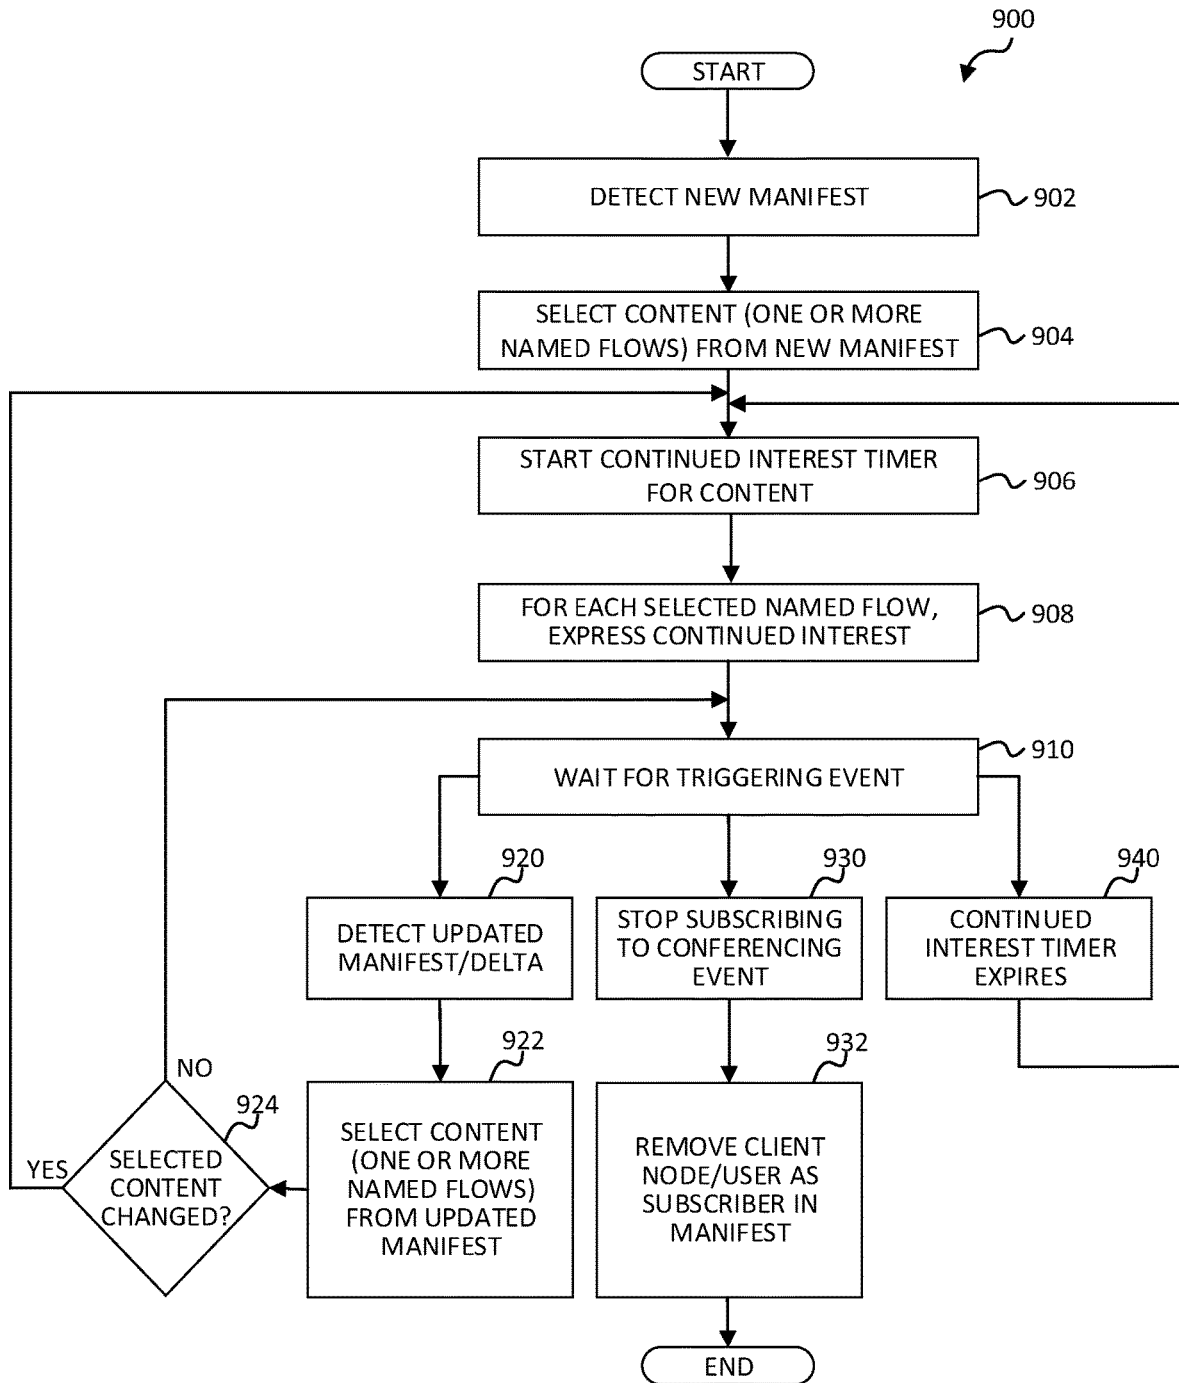 900
START
DETECT NEW MANIFEST
902
SELECT CONTENT (ONE OR MORE
NAMED FLOWS) FROM NEW MANIFEST
904
START CONTINUED INTEREST TIMER
FOR CONTENT
906
FOR EACH SELECTED NAMED FLOW,
EXPRESS CONTINUED INTEREST
908
WAIT FOR TRIGGERING EVENT
910
920
DETECT UPDATED
MANIFEST/DELTA
930
STOP SUBSCRIBING
TO CONFERENCING
EVENT
940
CONTINUED
INTEREST TIMER
EXPIRES
922
SELECT CONTENT
(ONE OR MORE
NAMED FLOWS)
FROM UPDATED
MANIFEST
932
REMOVE CLIENT
NODE/USER AS
SUBSCRIBER IN
MANIFEST
NO
924
YES
SELECTED
CONTENT
CHANGED?
END